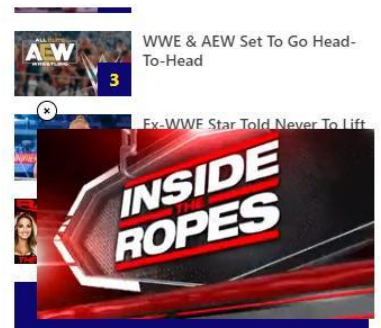 ALL ELITE
AEW
WRESTLING
3
WWE & AEW Set To Go Head-
To-Head
Ex-WWE Star Told Never To Lift
INSIDE
THE
ROPES